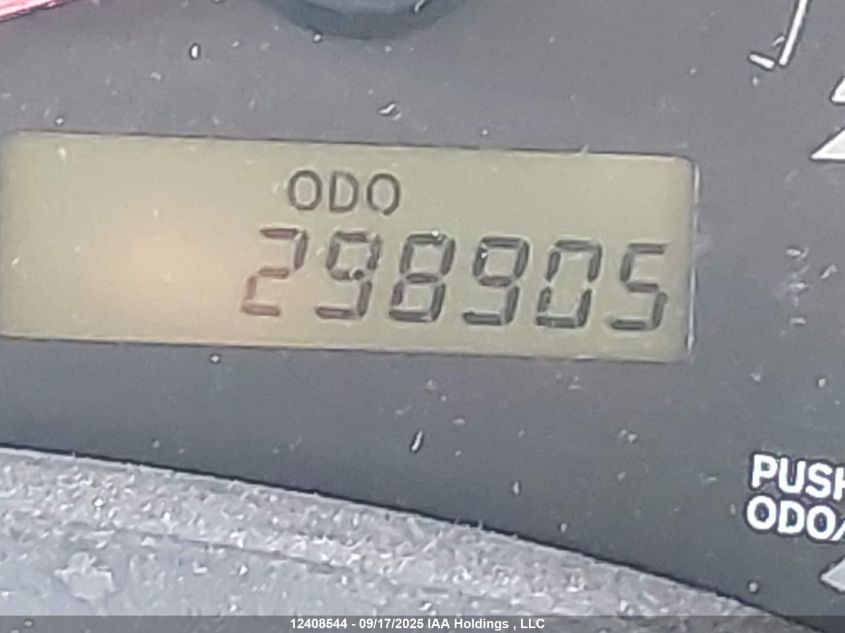 ODO
298905
PUSH
ODO/
12408544 - 09/17/2025 IAA Holdings , LLC